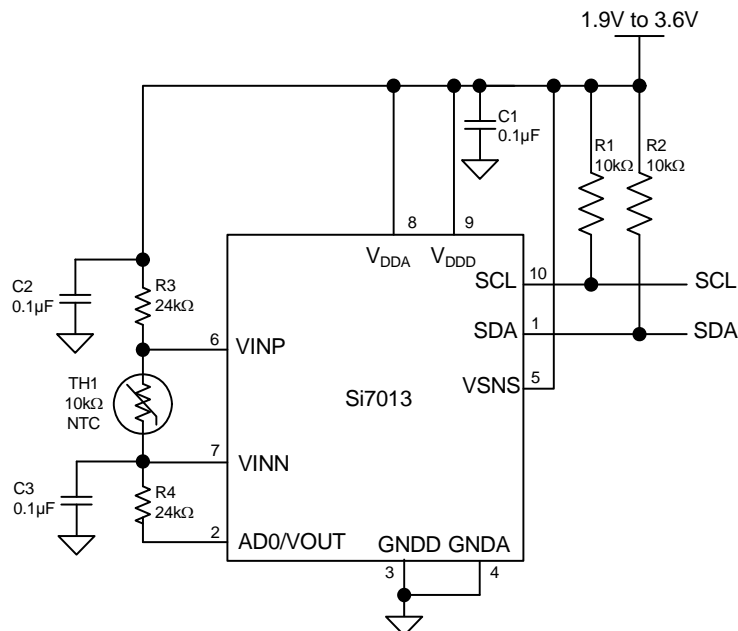 1.9V to 3.6V
C1
0.1µF
R1
10kΩ
R2
10kΩ
8
9
VDDA
VDDD
C2
0.1µF
R3
24kΩ
SCL
10
SCL
SDA
1
SDA
6
VINP
VSNS
5
TH1
10kΩ
NTC
Si7013
7
VINN
C3
0.1µF
R4
24kΩ
2
AD0/VOUT
GNDD
GNDA
3
4